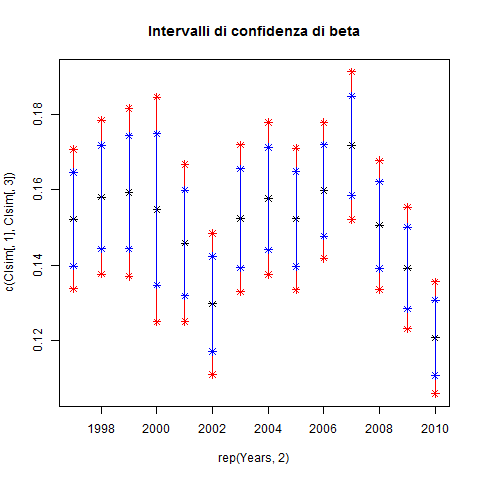 Intervalli di confidenza di beta
c(CIsim[, 1], CIsim[, 3])
0.18
0.16
0.14
0.12
1998 2000 2002 2004 2006 2008 2010
rep(Years, 2)